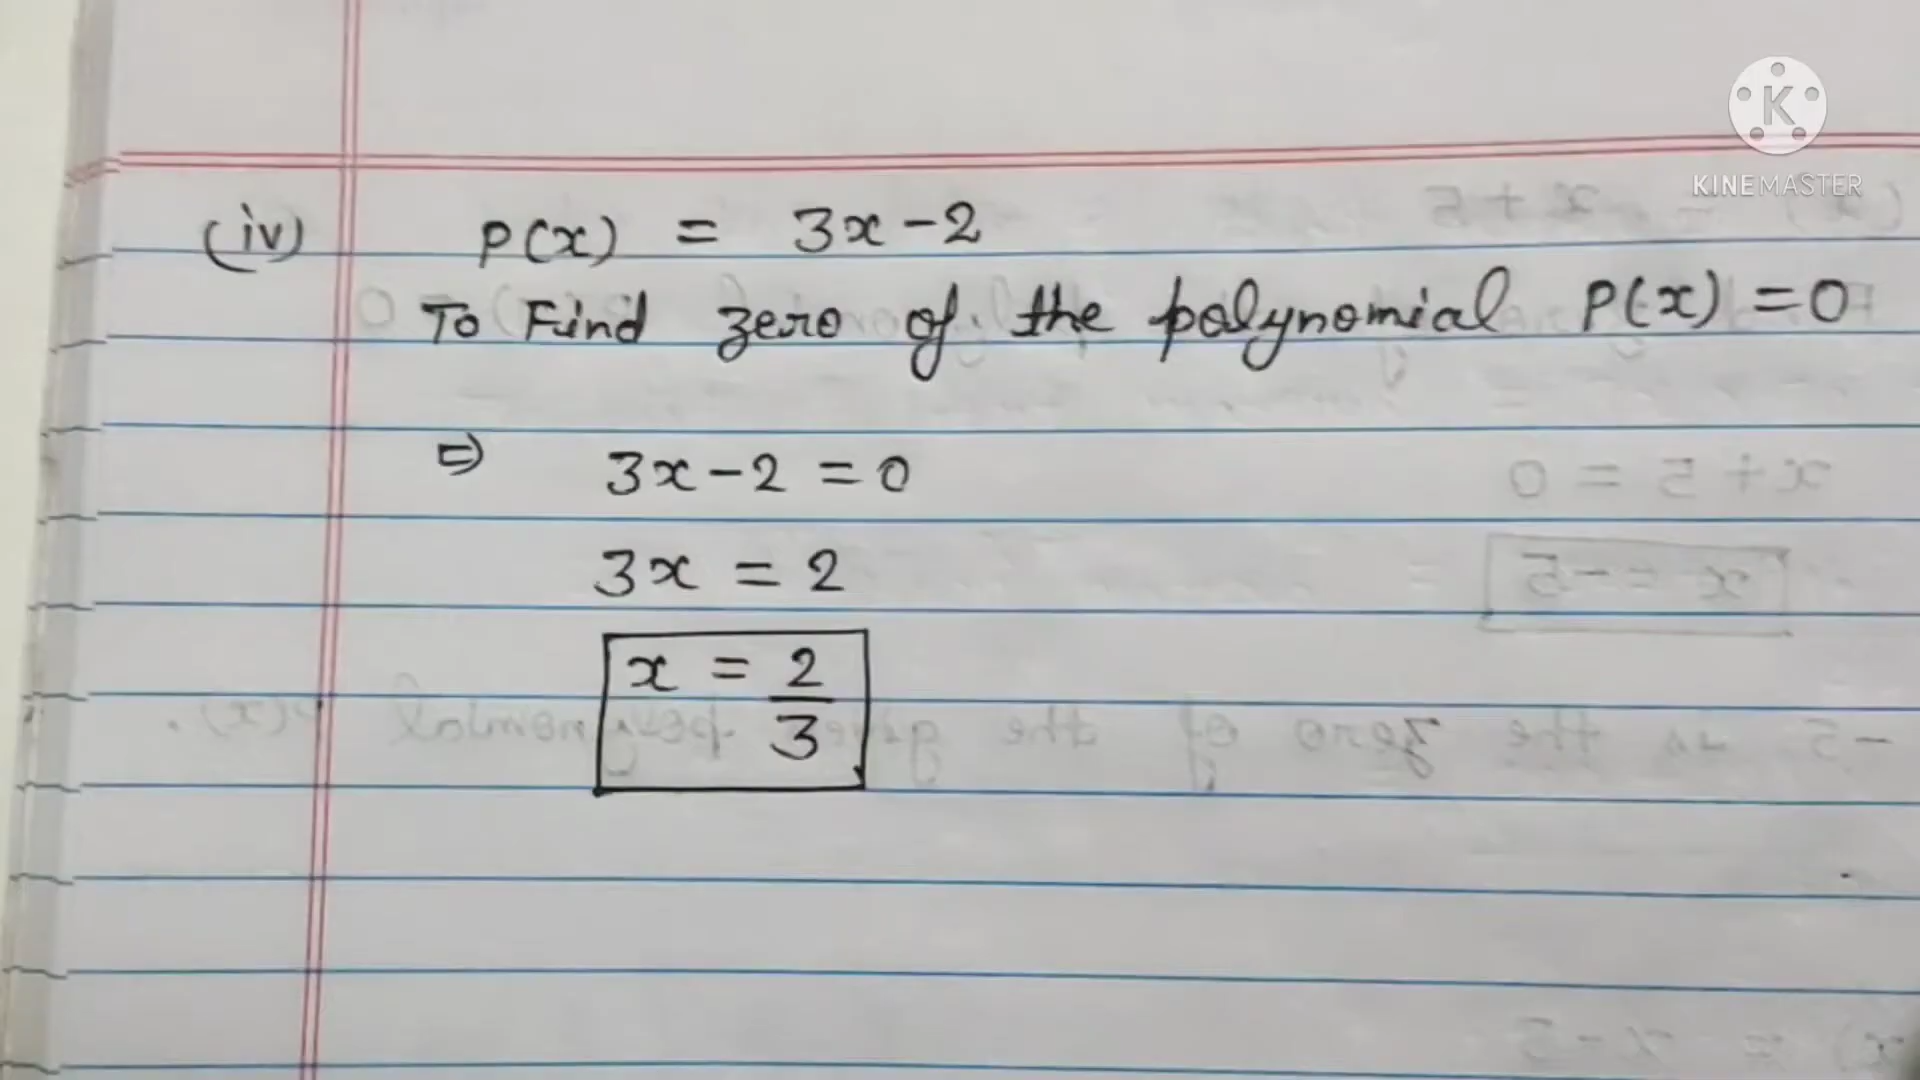 K
KINEMASTER
(iv) P(x) = 3x-2
To Find zero of the polynomial P(x) = 0
⇒ 3x-2 = 0
3x = 2
x = 2/3